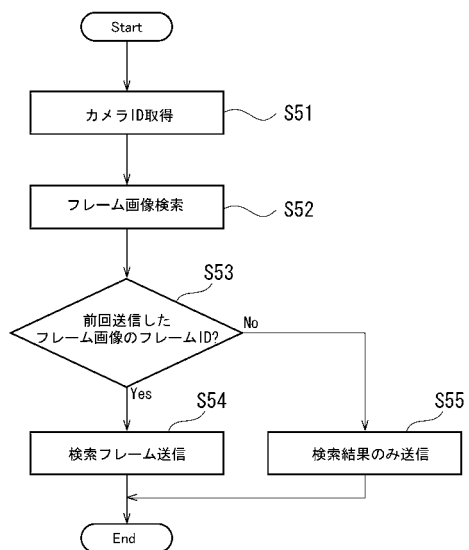 Start
カメラID取得
S51
フレーム画像検索
S52
S53
前回送信した
フレーム画像のフレームID?
No
Yes
S54
検索フレーム送信
S55
検索結果のみ送信
End